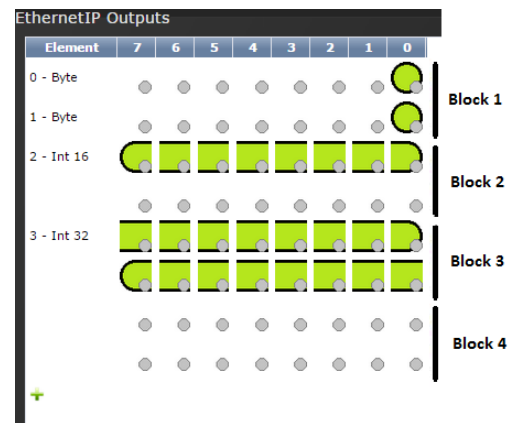 EthernetIP Outputs
Element 7 6 5 4 3 2 1 0
0 - Byte
Block 1
1 - Byte
2 - Int 16
Block 2
3 - Int 32
Block 3
Block 4